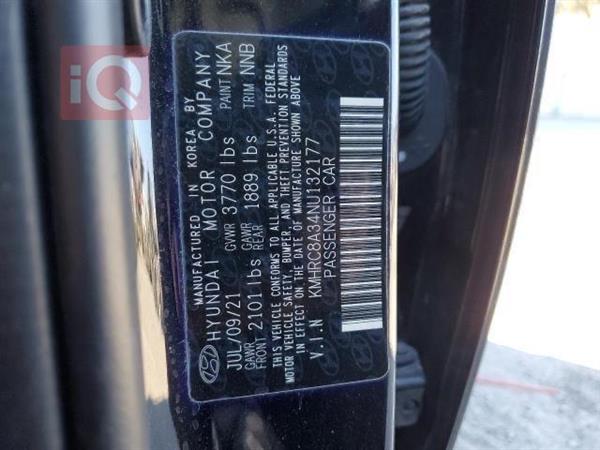 iQ
MANUFACTURED IN KOREA BY
HYUNDAI MOTOR COMPANY
JUL/09/21 GVWR 3770 lbs PAINT NKA
GAWR FRONT 2101 lbs GAWR REAR 1889 lbs TRIM NNB
THIS VEHICLE CONFORMS TO ALL APPLICABLE U.S.A. FEDERAL
MOTOR VEHICLE SAFETY, BUMPER, AND THEFT PREVENTION STANDARDS
IN EFFECT ON THE DATE OF MANUFACTURE SHOWN ABOVE
V.I.N KMHRC8A34NU132177
PASSENGER CAR